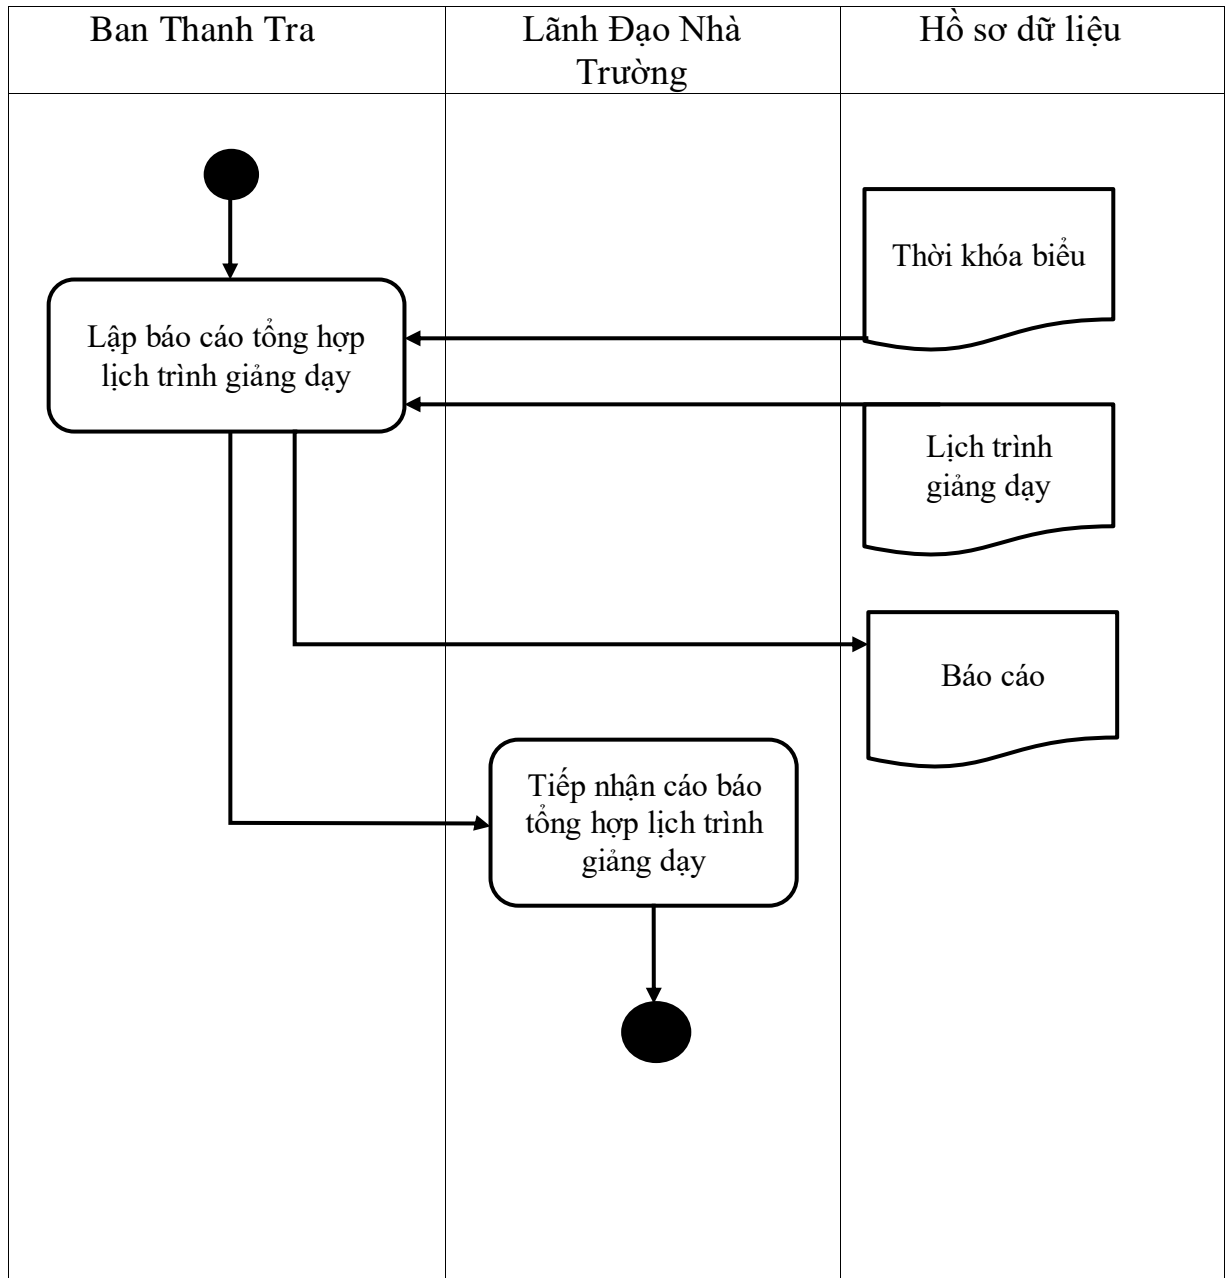 Ban Thanh Tra
Lãnh Đạo Nhà
Trường
Hồ sơ dữ liệu
Thời khóa biểu
Lập báo cáo tổng hợp
lịch trình giảng dạy
Lịch trình
giảng dạy
Báo cáo
Tiếp nhận cáo báo
tổng hợp lịch trình
giảng dạy